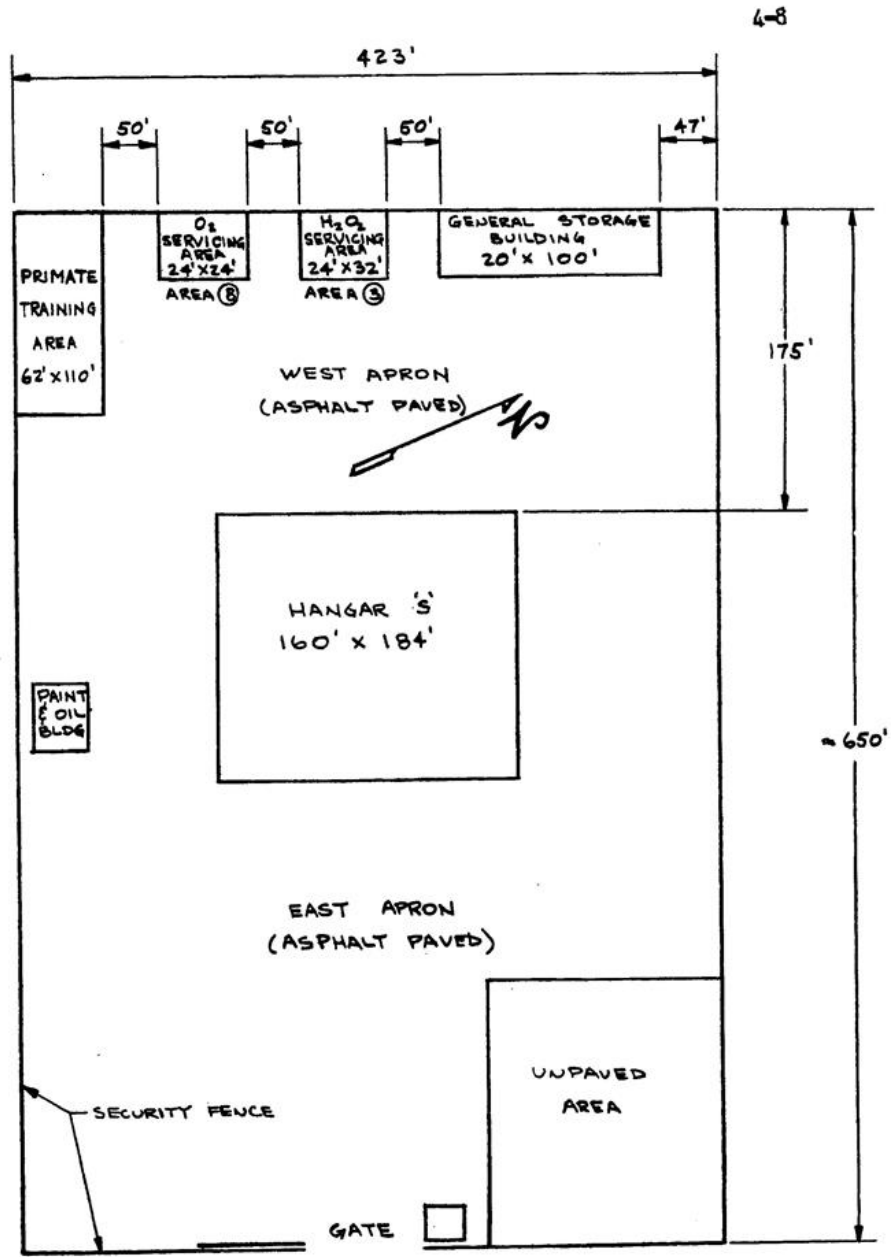 4-8
423'
50'
50'
50'
47'
O₂
SERVICING
AREA
24'X24'
AREA ⑧
H₂O₂
SERVICING
AREA
24'X32'
AREA ③
GENERAL STORAGE
BUILDING
20' X 100'
PRIMATE
TRAINING
AREA
62' X110'
175'
WEST APRON
(ASPHALT PAVED)
N
HANGAR 'S'
160' X 184'
PAINT
& OIL
BLDG
≈ 650'
EAST APRON
(ASPHALT PAVED)
UNPAVED
AREA
SECURITY FENCE
GATE